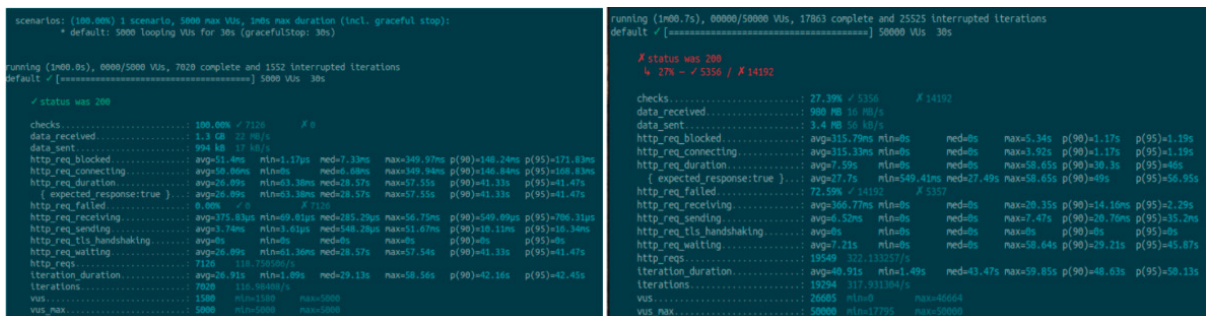 scenarios: (100.00%) 1 scenario, 5000 max VUs, 1m0s max duration (incl. graceful stop):
* default: 5000 looping VUs for 30s (gracefulStop: 30s)
running (1m00.0s), 0000/5000 VUs, 7020 complete and 1552 interrupted iterations
default ✓ [======================================] 5000 VUs 30s
✓ status was 200
checks.........................: 100.00% ✓ 7126 ✗ 0
data_received..................: 1.3 GB 22 MB/s
data_sent......................: 994 kB 17 kB/s
http_req_blocked...............: avg=51.4ms min=1.17µs med=7.33ms max=349.97ms p(90)=148.24ms p(95)=171.83ms
http_req_connecting............: avg=50.06ms min=0s med=6.68ms max=349.94ms p(90)=146.84ms p(95)=168.83ms
http_req_duration..............: avg=26.09s min=63.38ms med=28.57s max=57.55s p(90)=41.33s p(95)=41.47s
{ expected_response:true }...: avg=26.09s min=63.38ms med=28.57s max=57.55s p(90)=41.33s p(95)=41.47s
http_req_failed................: 0.00% ✓ 0 ✗ 7126
http_req_receiving.............: avg=375.83µs min=69.01µs med=285.29µs max=56.75ms p(90)=549.09µs p(95)=706.31µs
http_req_sending...............: avg=3.74ms min=3.61µs med=548.28µs max=51.67ms p(90)=10.11ms p(95)=16.34ms
http_req_tls_handshaking.......: avg=0s min=0s med=0s max=0s p(90)=0s p(95)=0s
http_req_waiting...............: avg=26.09s min=61.36ms med=28.57s max=57.54s p(90)=41.33s p(95)=41.47s
http_reqs......................: 7126 118.75058/s
iteration_duration.............: avg=26.91s min=1.09s med=29.13s max=58.56s p(90)=42.16s p(95)=42.45s
iterations.....................: 7020 116.98408/s
vus............................: 1580 min=1580 max=5000
vus_max........................: 5000 min=5000 max=5000
running (1m00.7s), 00000/50000 VUs, 17863 complete and 25525 interrupted iterations
default ✓ [======================================] 50000 VUs 30s
✗ status was 200
↳ 27% — ✓ 5356 / ✗ 14192
checks.........................: 27.39% ✓ 5356 ✗ 14192
data_received..................: 980 MB 16 MB/s
data_sent......................: 3.4 MB 56 kB/s
http_req_blocked...............: avg=315.79ms min=0s med=0s max=5.34s p(90)=1.17s p(95)=1.19s
http_req_connecting............: avg=315.33ms min=0s med=0s max=3.92s p(90)=1.17s p(95)=1.19s
http_req_duration..............: avg=7.59s min=0s med=0s max=58.65s p(90)=30.3s p(95)=46s
{ expected_response:true }...: avg=27.7s min=549.41ms med=27.49s max=58.65s p(90)=49s p(95)=56.95s
http_req_failed................: 72.59% ✓ 14192 ✗ 5357
http_req_receiving.............: avg=366.77ms min=0s med=0s max=20.35s p(90)=14.16ms p(95)=2.29s
http_req_sending...............: avg=6.52ms min=0s med=0s max=7.47s p(90)=20.76ms p(95)=35.2ms
http_req_tls_handshaking.......: avg=0s min=0s med=0s max=0s p(90)=0s p(95)=0s
http_req_waiting...............: avg=7.21s min=0s med=0s max=58.64s p(90)=29.21s p(95)=45.87s
http_reqs......................: 19549 322.133257/s
iteration_duration.............: avg=40.91s min=1.49s med=43.47s max=59.85s p(90)=48.63s p(95)=50.13s
iterations.....................: 19294 317.931304/s
vus............................: 26605 min=0 max=46604
vus_max........................: 50000 min=17795 max=50000